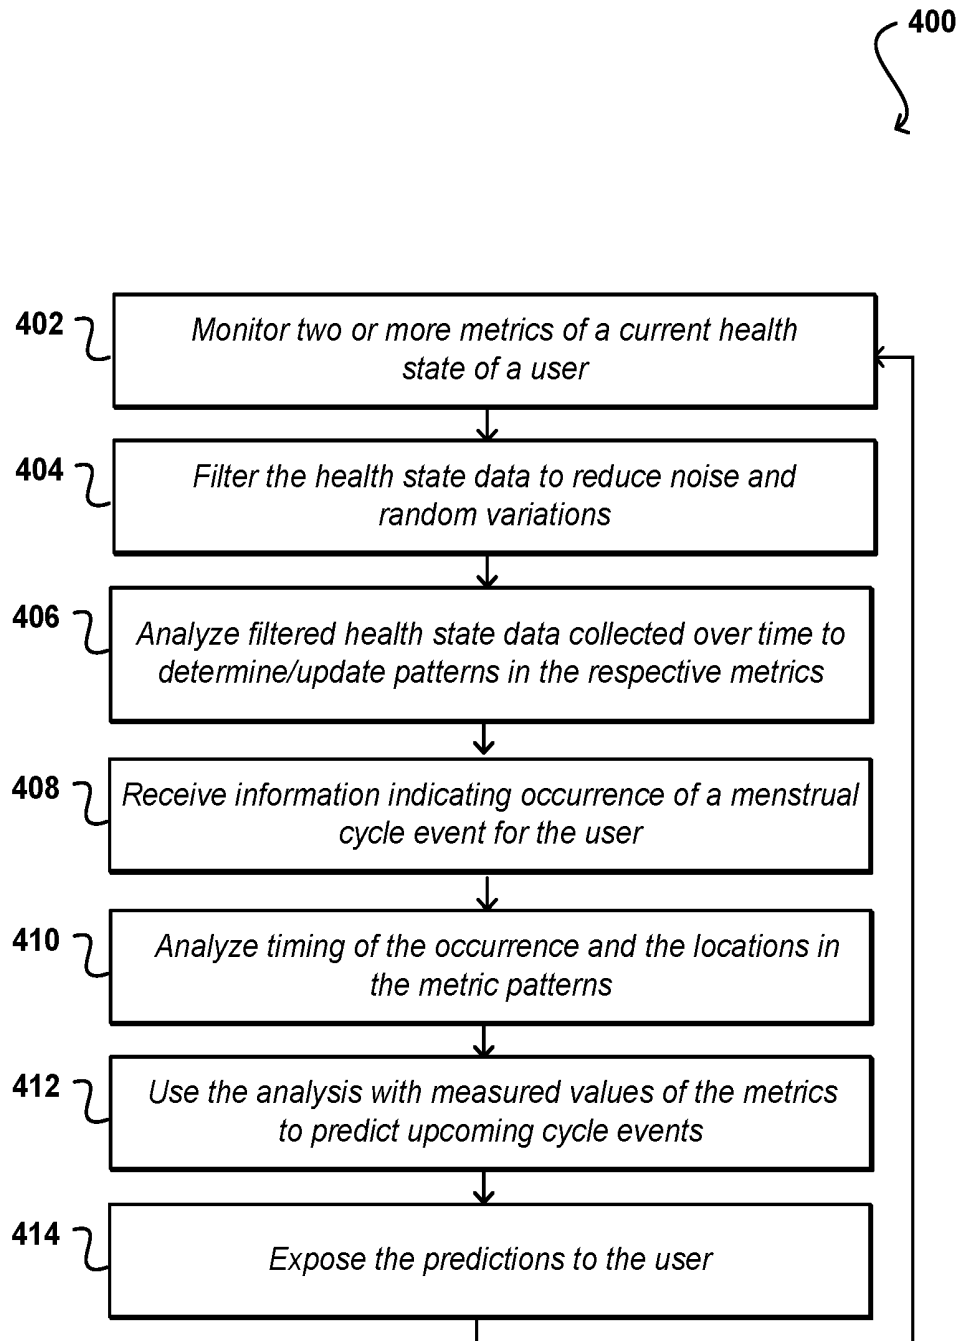 400
402
Monitor two or more metrics of a current health
state of a user
404
Filter the health state data to reduce noise and
random variations
406
Analyze filtered health state data collected over time to
determine/update patterns in the respective metrics
408
Receive information indicating occurrence of a menstrual
cycle event for the user
410
Analyze timing of the occurrence and the locations in
the metric patterns
412
Use the analysis with measured values of the metrics
to predict upcoming cycle events
414
Expose the predictions to the user